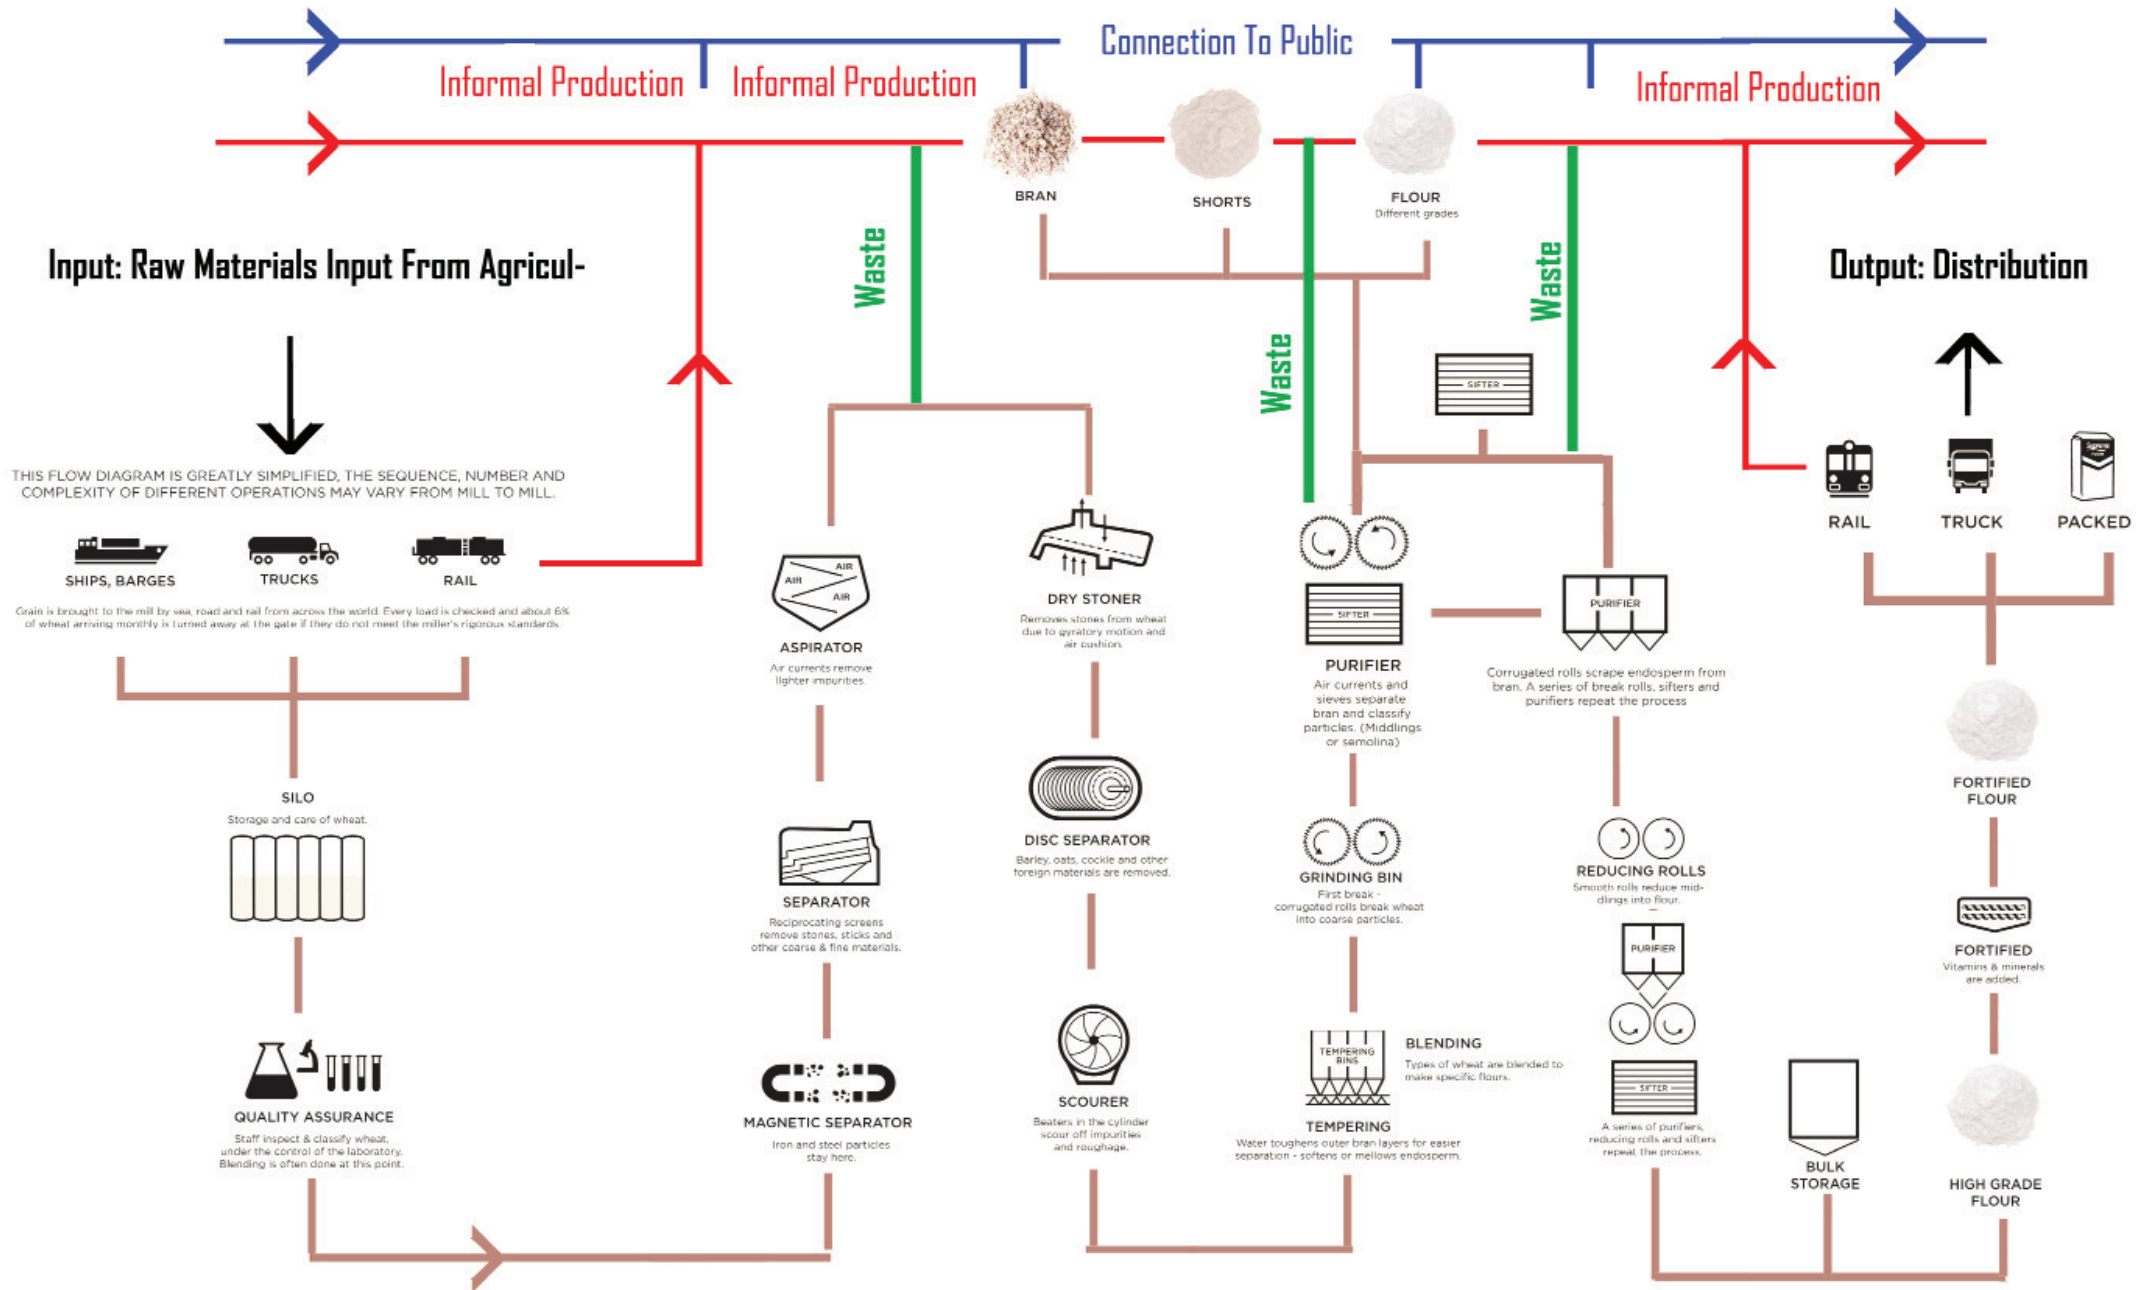 Connection To Public
Informal Production
Informal Production
Informal Production
BRAN
SHORTS
FLOUR
Different grades
Input: Raw Materials Input From Agricul-
Waste
Waste
Waste
Output: Distribution
THIS FLOW DIAGRAM IS GREATLY SIMPLIFIED, THE SEQUENCE, NUMBER AND
COMPLEXITY OF DIFFERENT OPERATIONS MAY VARY FROM MILL TO MILL.
SHIPS, BARGES
TRUCKS
RAIL
Grain is brought to the mill by sea, road and rail from across the world. Every load is checked and about 6%
of wheat arriving monthly is turned away at the gate if they do not meet the miller's rigorous standards.
SILO
Storage and care of wheat.
QUALITY ASSURANCE
Staff inspect & classify wheat,
under the control of the laboratory.
Blending is often done at this point.
AIR
AIR
AIR
ASPIRATOR
Air currents remove
lighter impurities.
SEPARATOR
Reciprocating screens
remove stones, sticks and
other coarse & fine materials.
MAGNETIC SEPARATOR
Iron and steel particles
stay here.
DRY STONER
Removes stones from wheat
due to gyratory motion and
air cushion.
DISC SEPARATOR
Barley, oats, cockle and other
foreign materials are removed.
SCOURER
Beaters in the cylinder
scour off impurities
and roughage.
SIFTER
SIFTER
PURIFIER
Air currents and
sieves separate
bran and classify
particles. (Middlings
or semolina)
GRINDING BIN
First break -
corrugated rolls break wheat
into coarse particles.
TEMPERING
BINS
BLENDING
Types of wheat are blended to
make specific flours.
TEMPERING
Water toughens outer bran layers for easier
separation - softens or mellows endosperm.
PURIFIER
Corrugated rolls scrape endosperm from
bran. A series of break rolls, sifters and
purifiers repeat the process
REDUCING ROLLS
Smooth rolls reduce mid-
dlings into flour.
PURIFIER
SIFTER
A series of purifiers,
reducing rolls and sifters
repeat the process.
BULK
STORAGE
RAIL
TRUCK
PACKED
FORTIFIED
FLOUR
FORTIFIED
Vitamins & minerals
are added.
HIGH GRADE
FLOUR